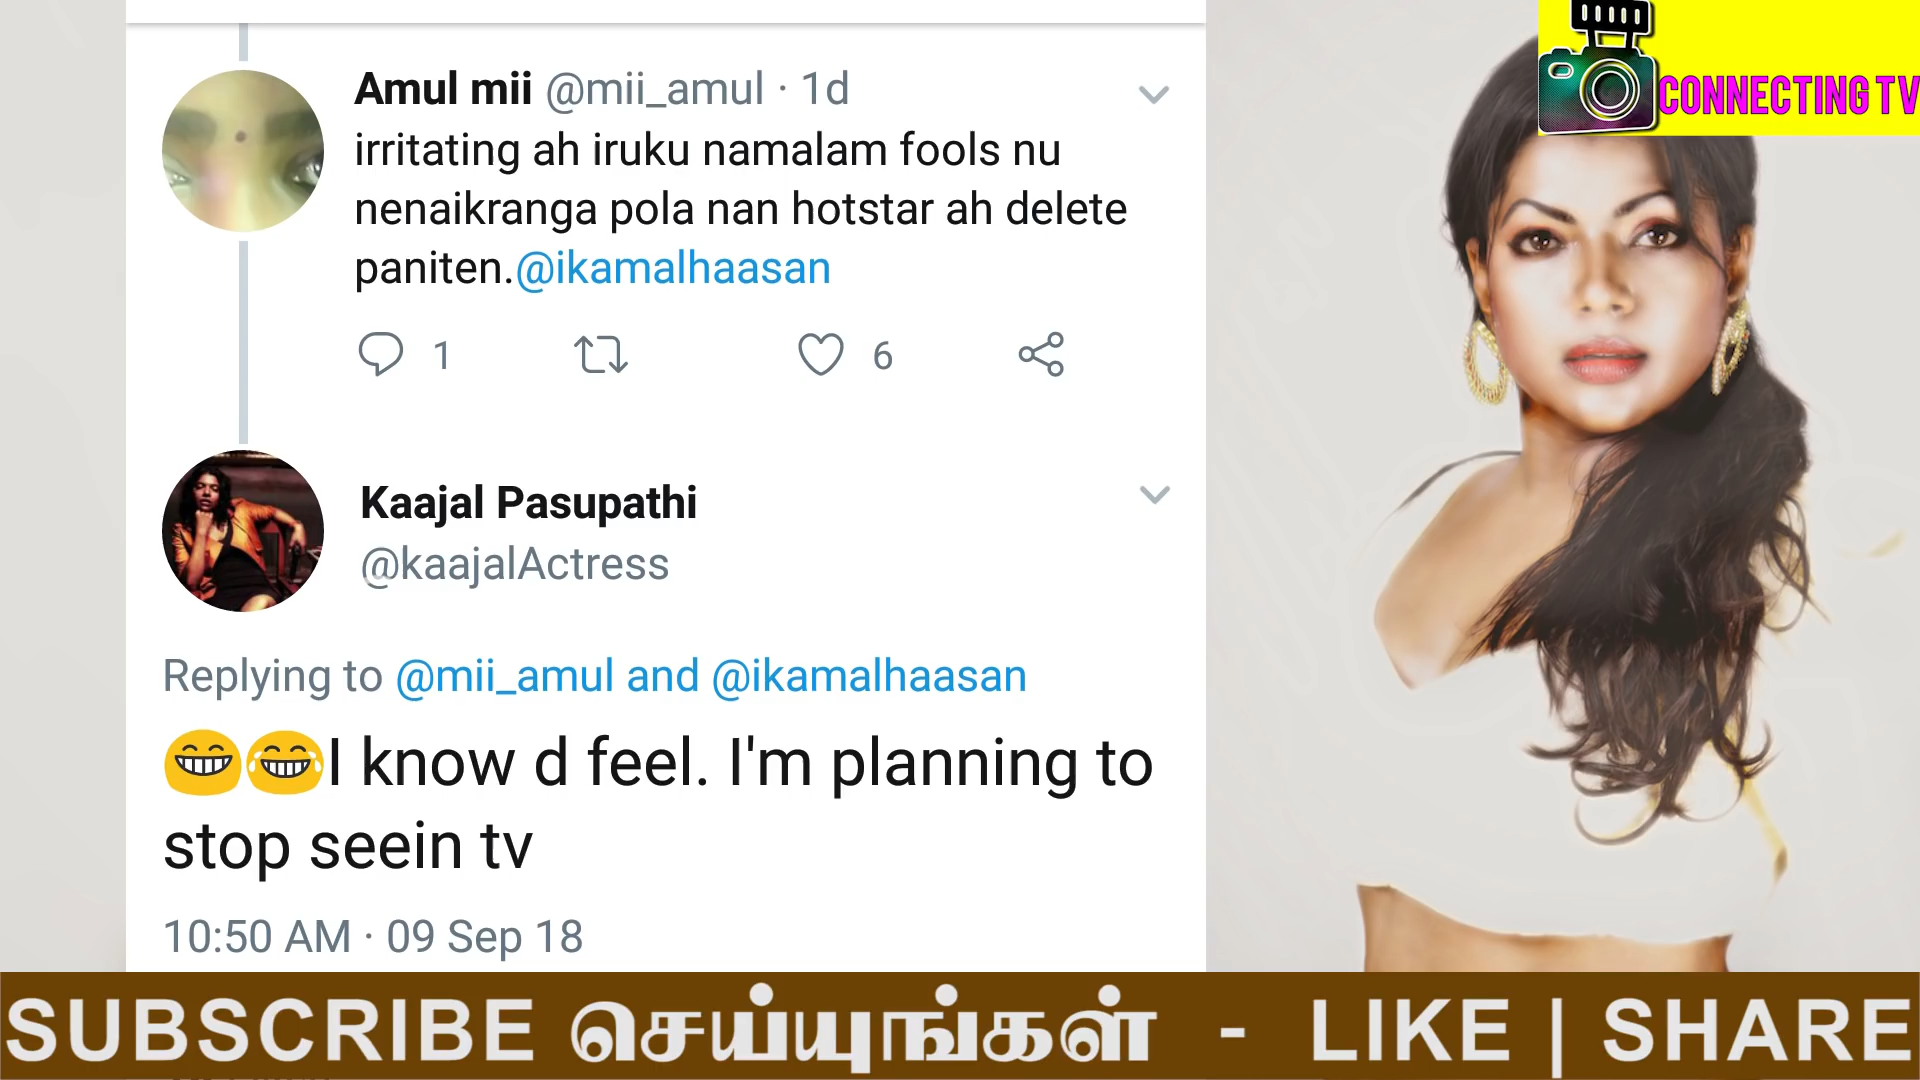 CONNECTING TV
Amul mii @mii_amul · 1d
irritating ah iruku namalam fools nu
nenaikranga pola nan hotstar ah delete
paniten.@ikamalhaasan
1 6
Kaajal Pasupathi
@kaajalActress
Replying to @mii_amul and @ikamalhaasan
😁😂I know d feel. I'm planning to
stop seein tv
10:50 AM · 09 Sep 18
SUBSCRIBE செய்யுங்கள் - LIKE | SHARE